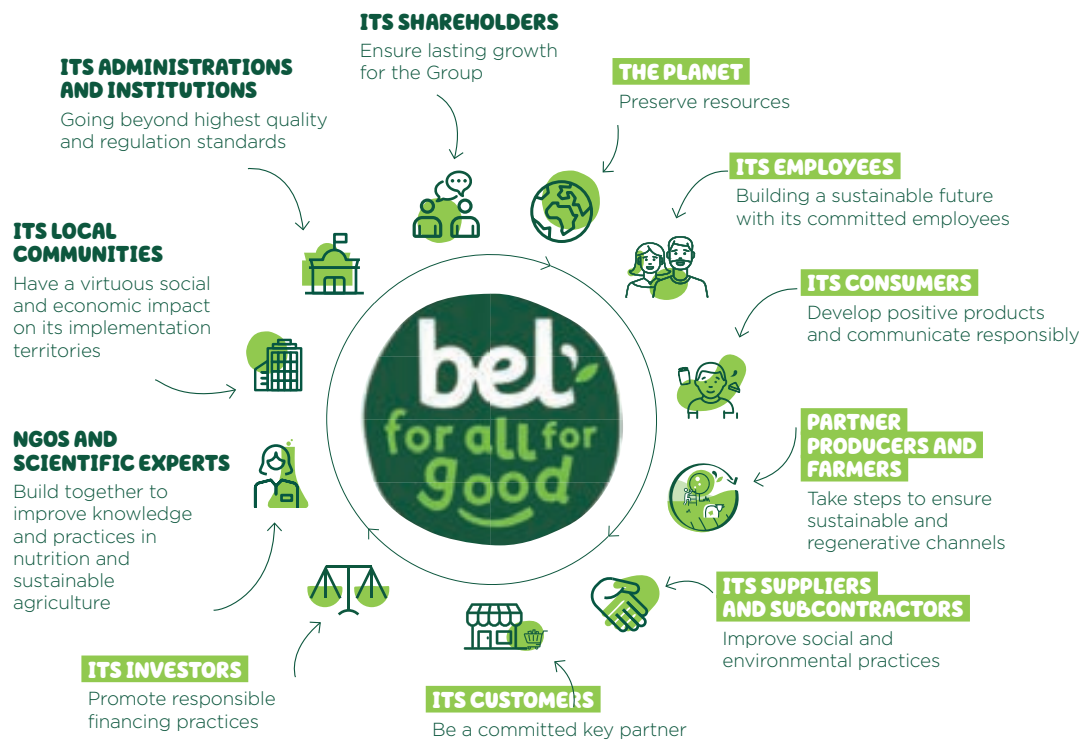 ITS SHAREHOLDERS
Ensure lasting growth
for the Group
THE PLANET
Preserve resources
ITS EMPLOYEES
Building a sustainable future
with its committed employees
ITS CONSUMERS
Develop positive products
and communicate responsibly
PARTNER
PRODUCERS AND
FARMERS
Take steps to ensure
sustainable and
regenerative channels
ITS SUPPLIERS
AND SUBCONTRACTORS
Improve social and
environmental practices
ITS CUSTOMERS
Be a committed key partner
ITS INVESTORS
Promote responsible
financing practices
NGOS AND
SCIENTIFIC EXPERTS
Build together to
improve knowledge
and practices in
nutrition and
sustainable
agriculture
ITS LOCAL
COMMUNITIES
Have a virtuous social
and economic impact
on its implementation
territories
ITS ADMINISTRATIONS
AND INSTITUTIONS
Going beyond highest quality
and regulation standards
bel
for all for
good